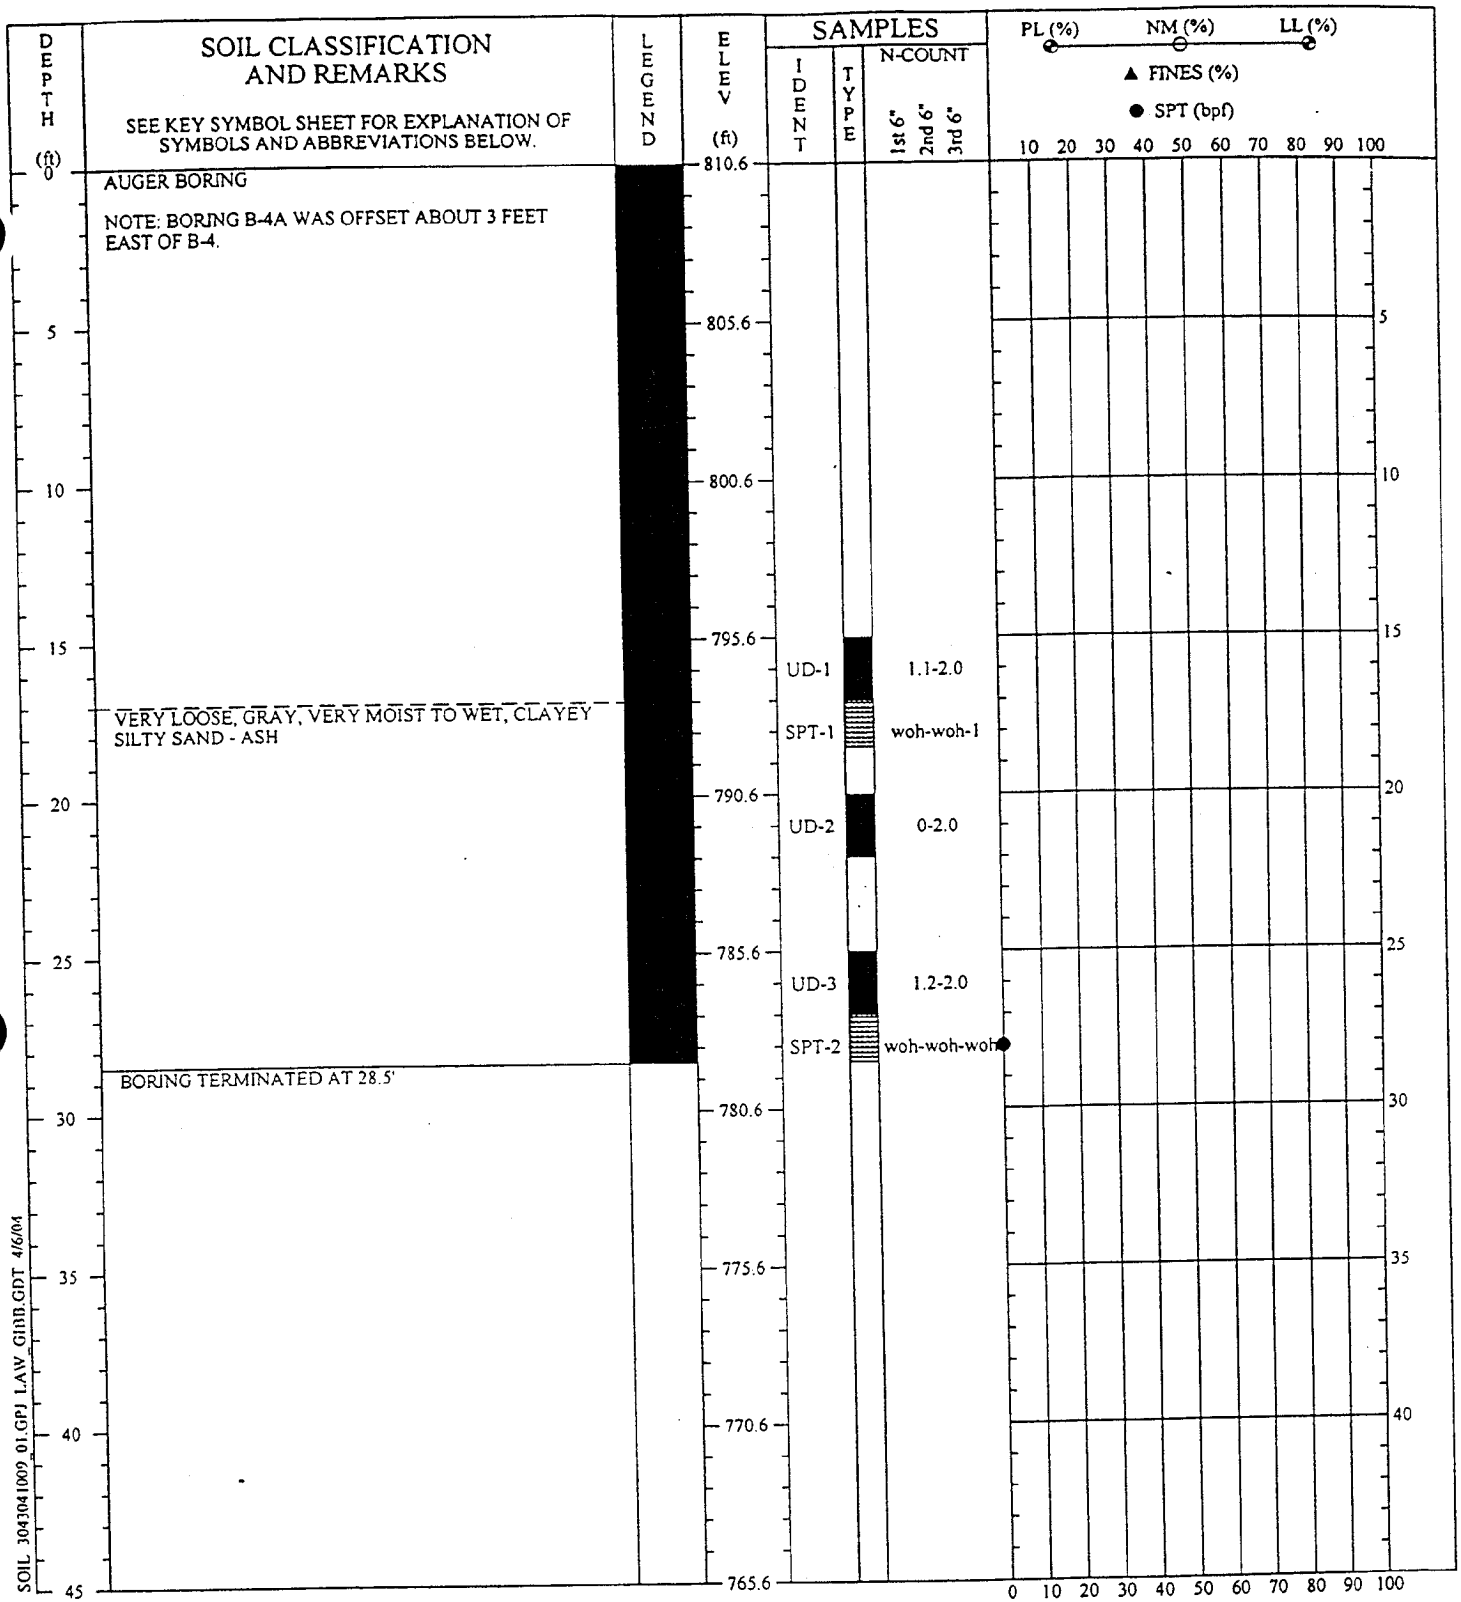 DEPTH
(ft)
SOIL CLASSIFICATION
AND REMARKS
SEE KEY SYMBOL SHEET FOR EXPLANATION OF
SYMBOLS AND ABBREVIATIONS BELOW.
LEGEND
ELEV
(ft)
SAMPLES
IDENT
TYPE
N-COUNT
1st 6"
2nd 6"
3rd 6"
PL (%) NM (%) LL (%)
▲ FINES (%)
● SPT (bpf)
10 20 30 40 50 60 70 80 90 100
0 810.6
AUGER BORING
NOTE: BORING B-4A WAS OFFSET ABOUT 3 FEET
EAST OF B-4.
5 805.6 5
10 800.6 10
15 795.6 15
UD-1 1.1-2.0
VERY LOOSE, GRAY, VERY MOIST TO WET, CLAYEY
SILTY SAND - ASH
SPT-1 woh-woh-1
20 790.6 20
UD-2 0-2.0
25 785.6 25
UD-3 1.2-2.0
SPT-2 woh-woh-woh
BORING TERMINATED AT 28.5'
30 780.6 30
35 775.6 35
40 770.6 40
45 765.6
0 10 20 30 40 50 60 70 80 90 100
SOIL 3043041009_01.GPJ LAW_GIBB.GDT 4/6/04